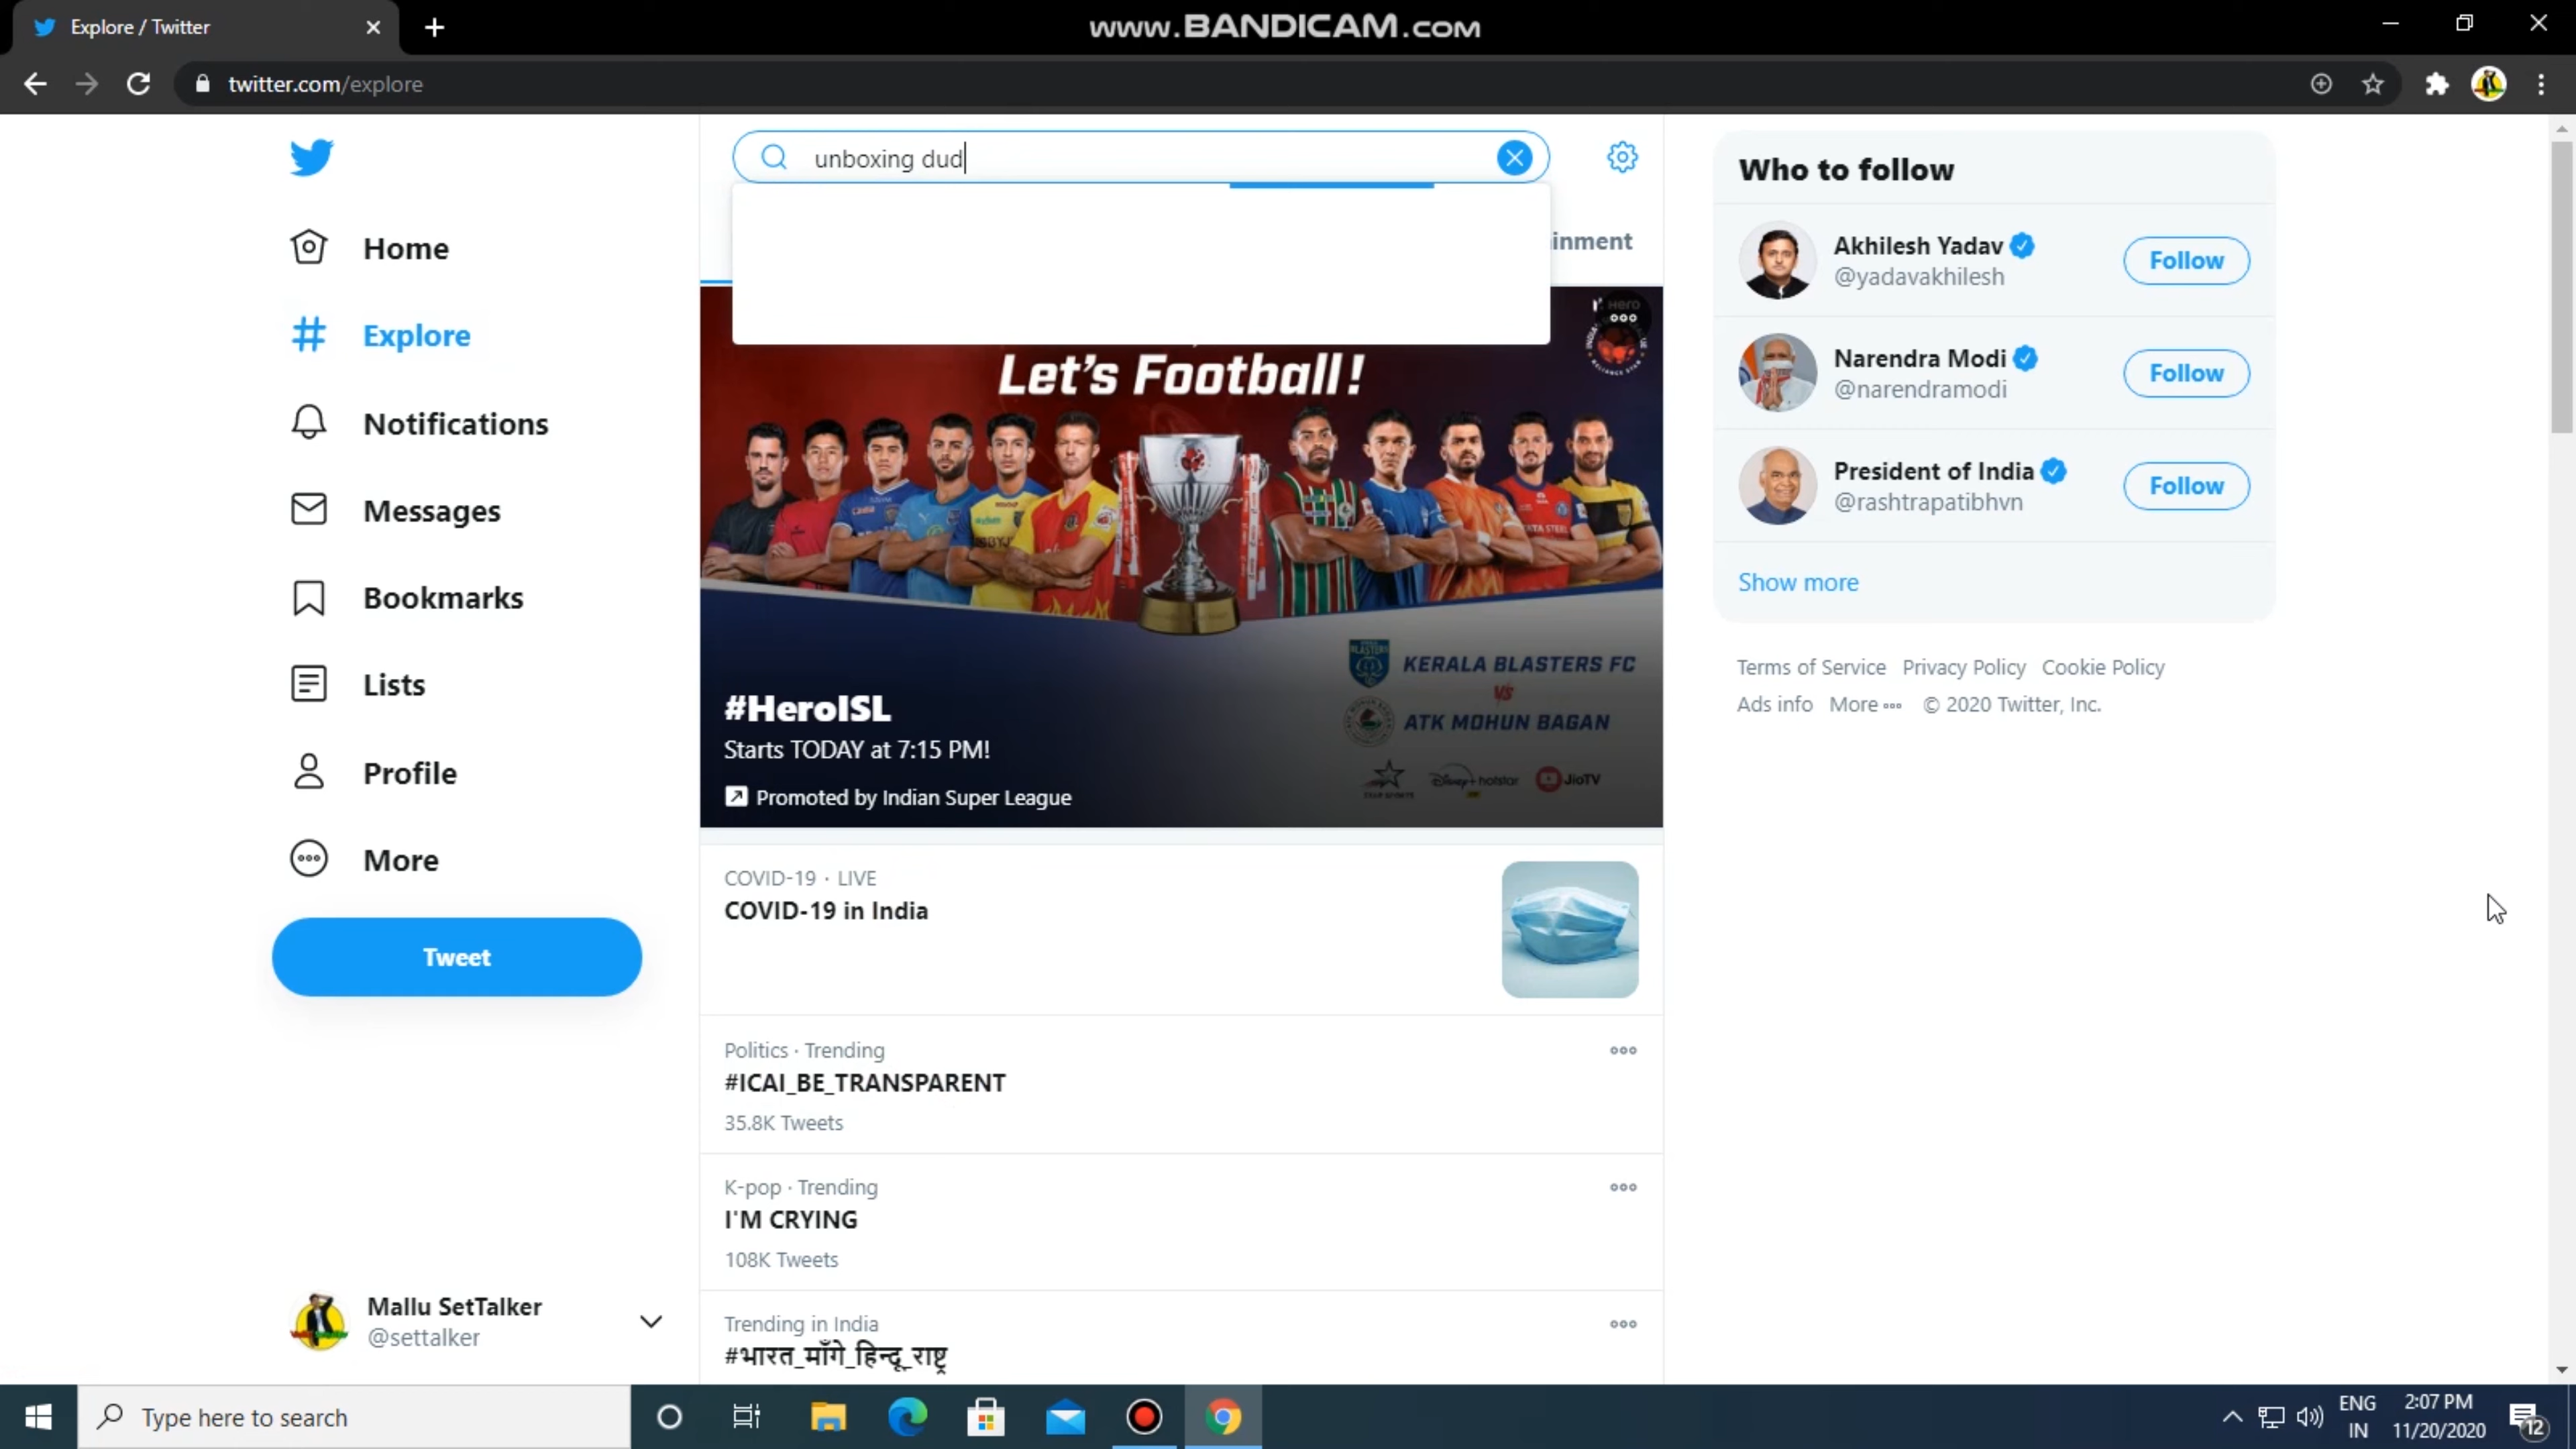 Explore / Twitter
www.BANDICAM.com
twitter.com/explore
unboxing dud
Home
Explore
Notifications
Messages
Bookmarks
Lists
Profile
More
Tweet
Mallu SetTalker
@settalker
inment
Hero
Let's Football!
KERALA BLASTERS FC
VS
ATK MOHUN BAGAN
Disney+ hotstar
JioTV
#HeroISL
Starts TODAY at 7:15 PM!
Promoted by Indian Super League
COVID-19 · LIVE
COVID-19 in India
Politics · Trending
#ICAI_BE_TRANSPARENT
35.8K Tweets
K-pop · Trending
I'M CRYING
108K Tweets
Trending in India
#भारत_माँगे_हिन्दू_राष्ट्र
Who to follow
Akhilesh Yadav
@yadavakhilesh
Follow
Narendra Modi
@narendramodi
Follow
President of India
@rashtrapatibhvn
Follow
Show more
Terms of Service Privacy Policy Cookie Policy
Ads info More © 2020 Twitter, Inc.
Type here to search
ENG
IN
2:07 PM
11/20/2020
12